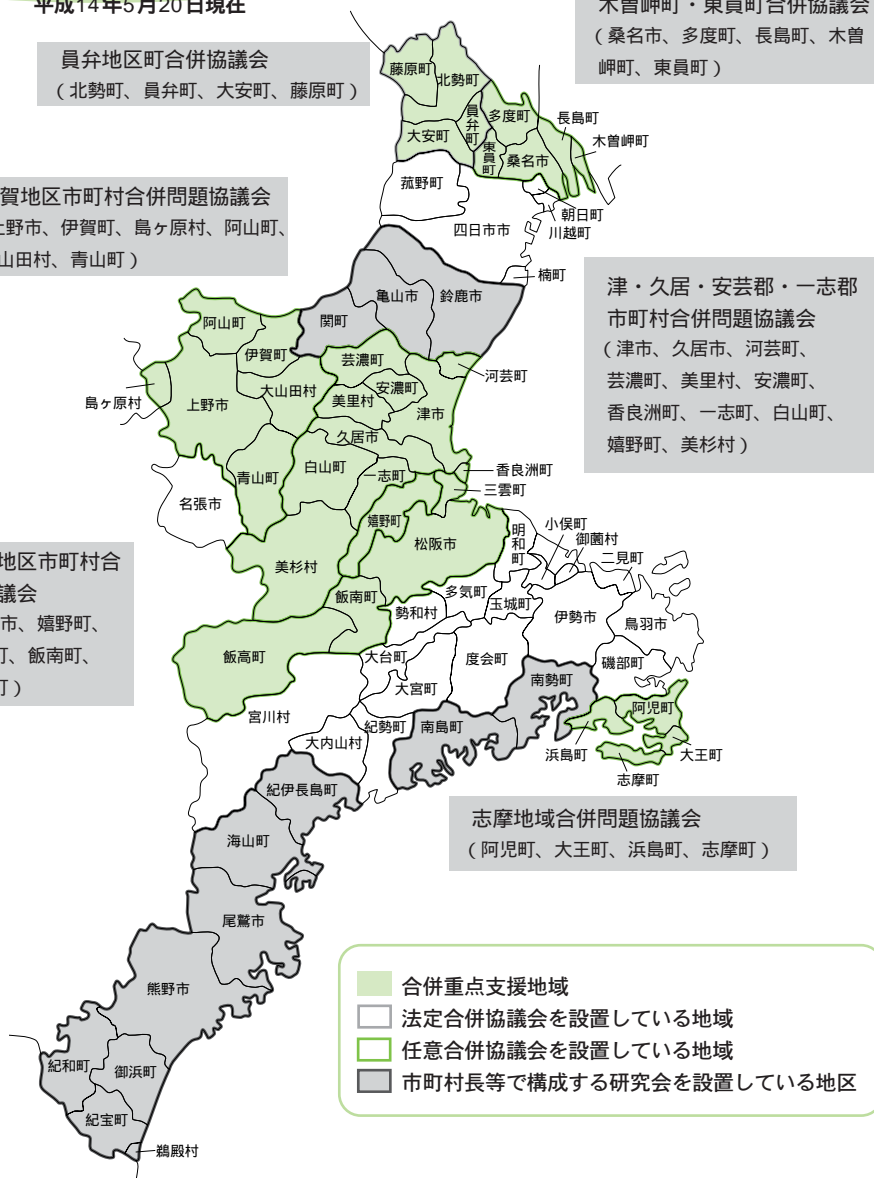 平成14年5月20日現在
木曽岬町・東員町合併協議会
（桑名市、多度町、長島町、木曽
岬町、東員町）
員弁地区町合併協議会
（北勢町、員弁町、大安町、藤原町）
藤原町
北勢町
員弁町
多度町
長島町
木曽岬町
大安町
東員町
桑名市
菰野町
朝日町
川越町
四日市市
楠町
賀地区市町村合併問題協議会
上野市、伊賀町、島ヶ原村、阿山町、
山田村、青山町）
津・久居・安芸郡・一志郡
市町村合併問題協議会
（津市、久居市、河芸町、
芸濃町、美里村、安濃町、
香良洲町、一志町、白山町、
嬉野町、美杉村）
亀山市
鈴鹿市
関町
阿山町
伊賀町
芸濃町
河芸町
島ヶ原村
上野市
大山田村
美里村
安濃町
津市
久居市
青山町
白山町
一志町
香良洲町
三雲町
名張市
嬉野町
松阪市
明和町
小俣町
御薗村
二見町
美杉村
地区市町村合
議会
市、嬉野町、
町、飯南町、
町）
飯南町
勢和村
多気町
玉城町
伊勢市
鳥羽市
飯高町
大台町
度会町
磯部町
大宮町
南勢町
宮川村
紀勢町
南島町
阿児町
大内山村
浜島町
大王町
志摩町
紀伊長島町
志摩地域合併問題協議会
（阿児町、大王町、浜島町、志摩町）
海山町
尾鷲市
熊野市
紀和町
御浜町
紀宝町
鵜殿村
合併重点支援地域
法定合併協議会を設置している地域
任意合併協議会を設置している地域
市町村長等で構成する研究会を設置している地区